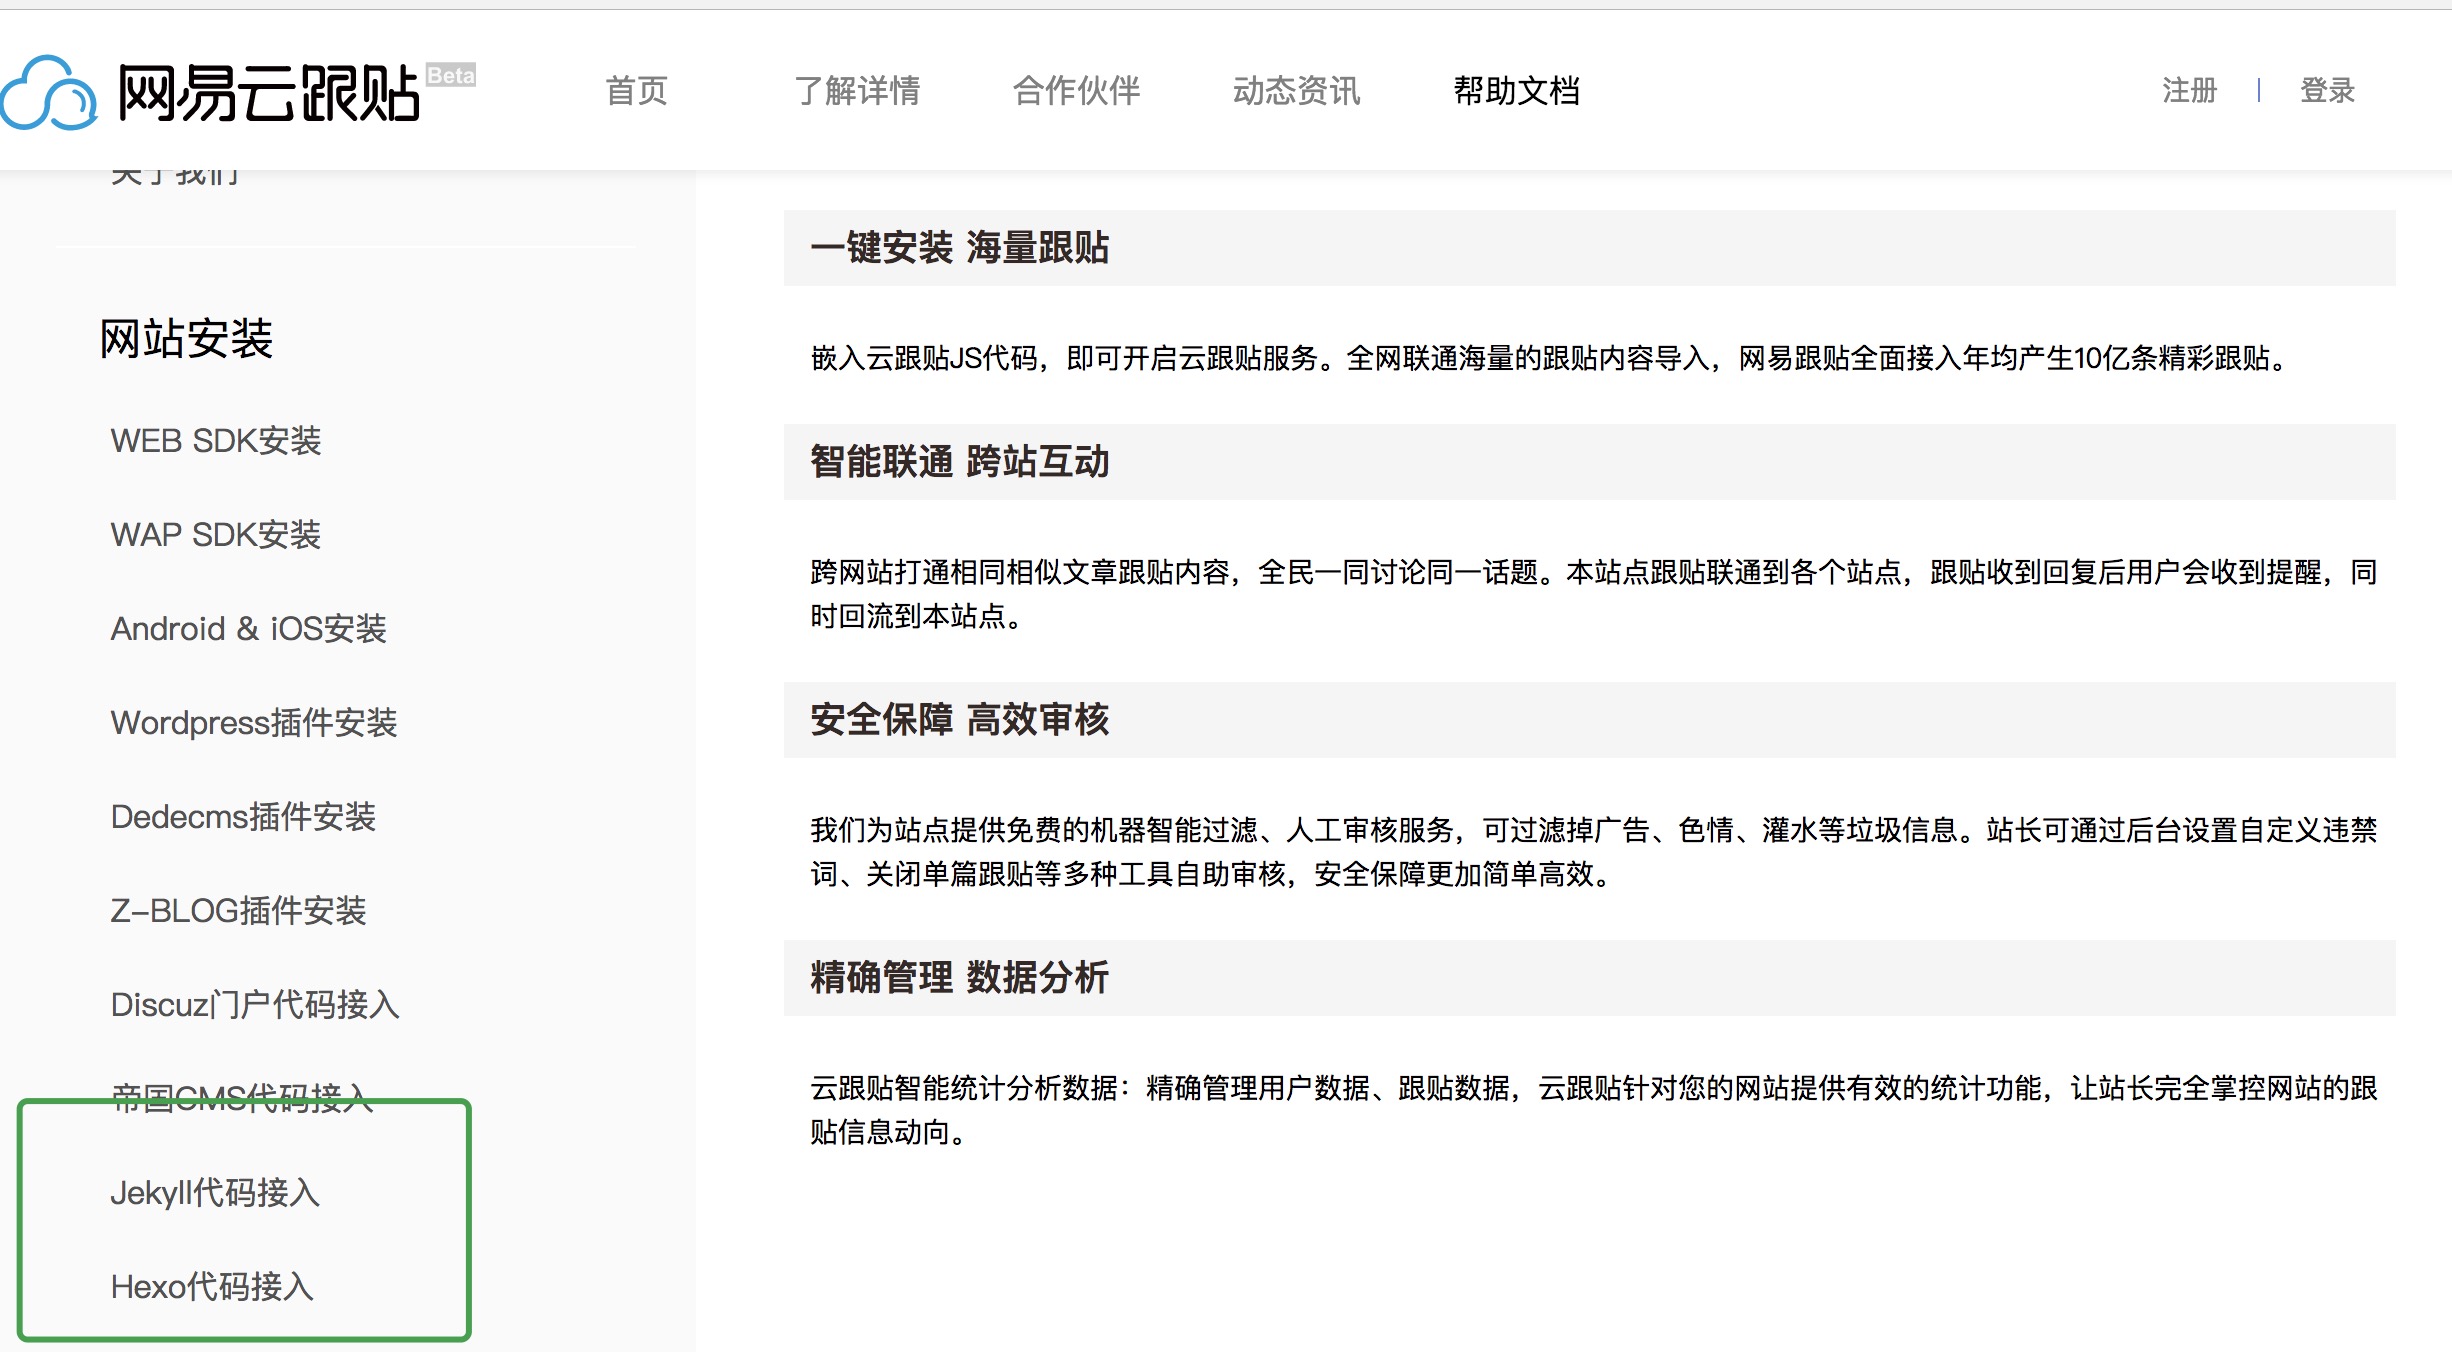 网易云跟贴 Beta
首页 了解详情 合作伙伴 动态资讯 帮助文档 注册 | 登录
关于我们
网站安装
WEB SDK安装
WAP SDK安装
Android & iOS安装
Wordpress插件安装
Dedecms插件安装
Z-BLOG插件安装
Discuz门户代码接入
帝国CMS代码接入
Jekyll代码接入
Hexo代码接入
一键安装 海量跟贴
嵌入云跟贴JS代码，即可开启云跟贴服务。全网联通海量的跟贴内容导入，网易跟贴全面接入年均产生10亿条精彩跟贴。
智能联通 跨站互动
跨网站打通相同相似文章跟贴内容，全民一同讨论同一话题。本站点跟贴联通到各个站点，跟贴收到回复后用户会收到提醒，同
时回流到本站点。
安全保障 高效审核
我们为站点提供免费的机器智能过滤、人工审核服务，可过滤掉广告、色情、灌水等垃圾信息。站长可通过后台设置自定义违禁
词、关闭单篇跟贴等多种工具自助审核，安全保障更加简单高效。
精确管理 数据分析
云跟贴智能统计分析数据：精确管理用户数据、跟贴数据，云跟贴针对您的网站提供有效的统计功能，让站长完全掌控网站的跟
贴信息动向。